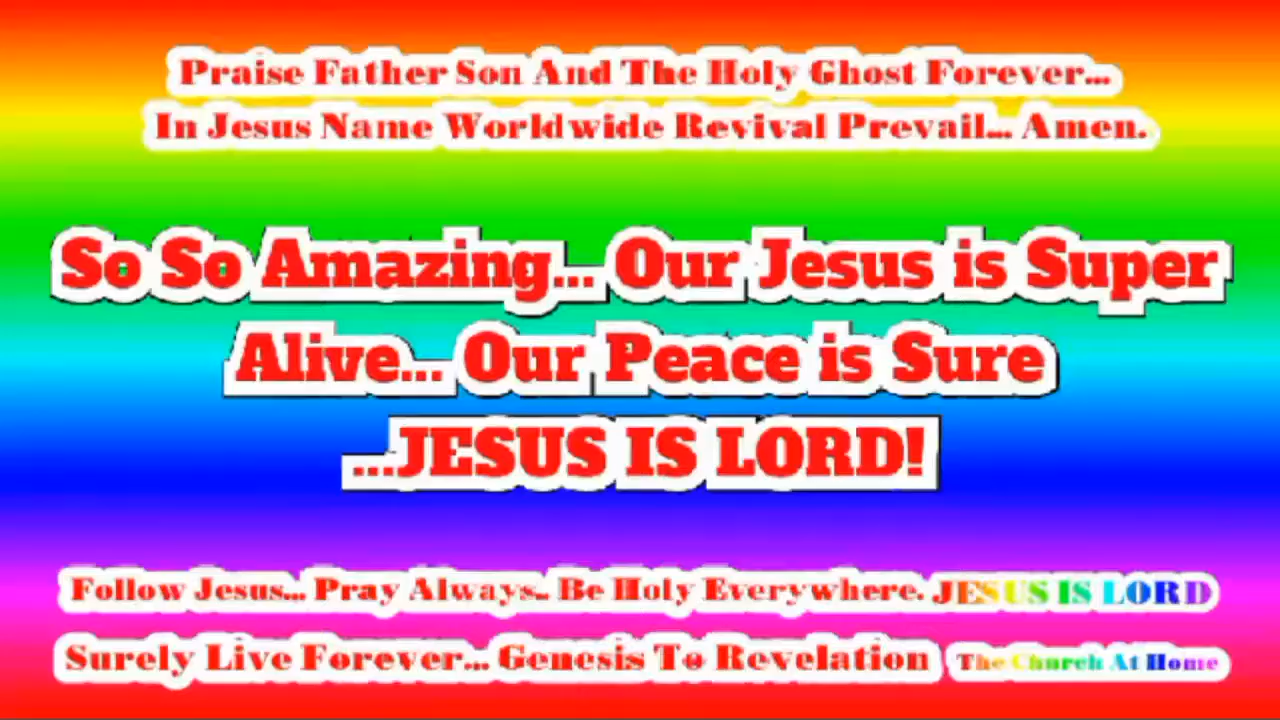 Praise Father Son And The Holy Ghost Forever...
In Jesus Name Worldwide Revival Prevail... Amen.
So So Amazing... Our Jesus is Super
Alive... Our Peace is Sure
...JESUS IS LORD!
Follow Jesus... Pray Always.. Be Holy Everywhere. JESUS IS LORD
Surely Live Forever... Genesis To Revelation The Church At Home